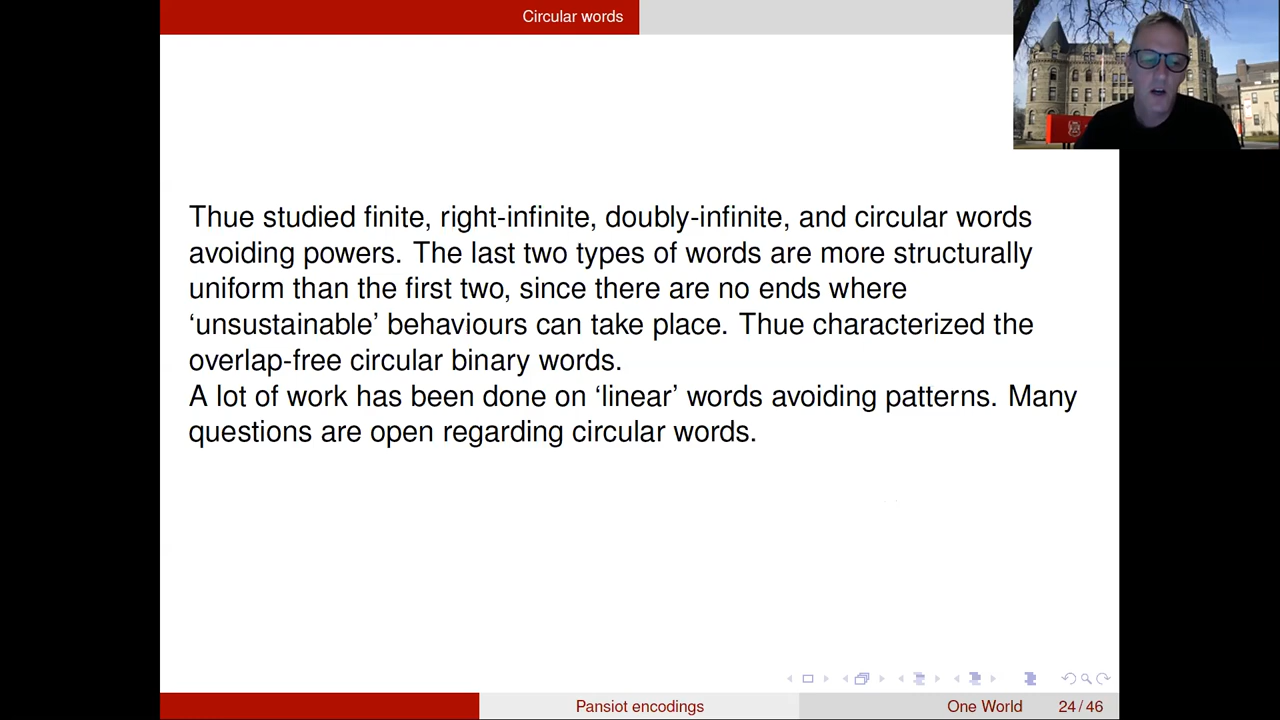 Circular words
Thue studied finite, right-infinite, doubly-infinite, and circular words
avoiding powers. The last two types of words are more structurally
uniform than the first two, since there are no ends where
‘unsustainable’ behaviours can take place. Thue characterized the
overlap-free circular binary words.
A lot of work has been done on ‘linear’ words avoiding patterns. Many
questions are open regarding circular words.
Pansiot encodings
One World
24 / 46